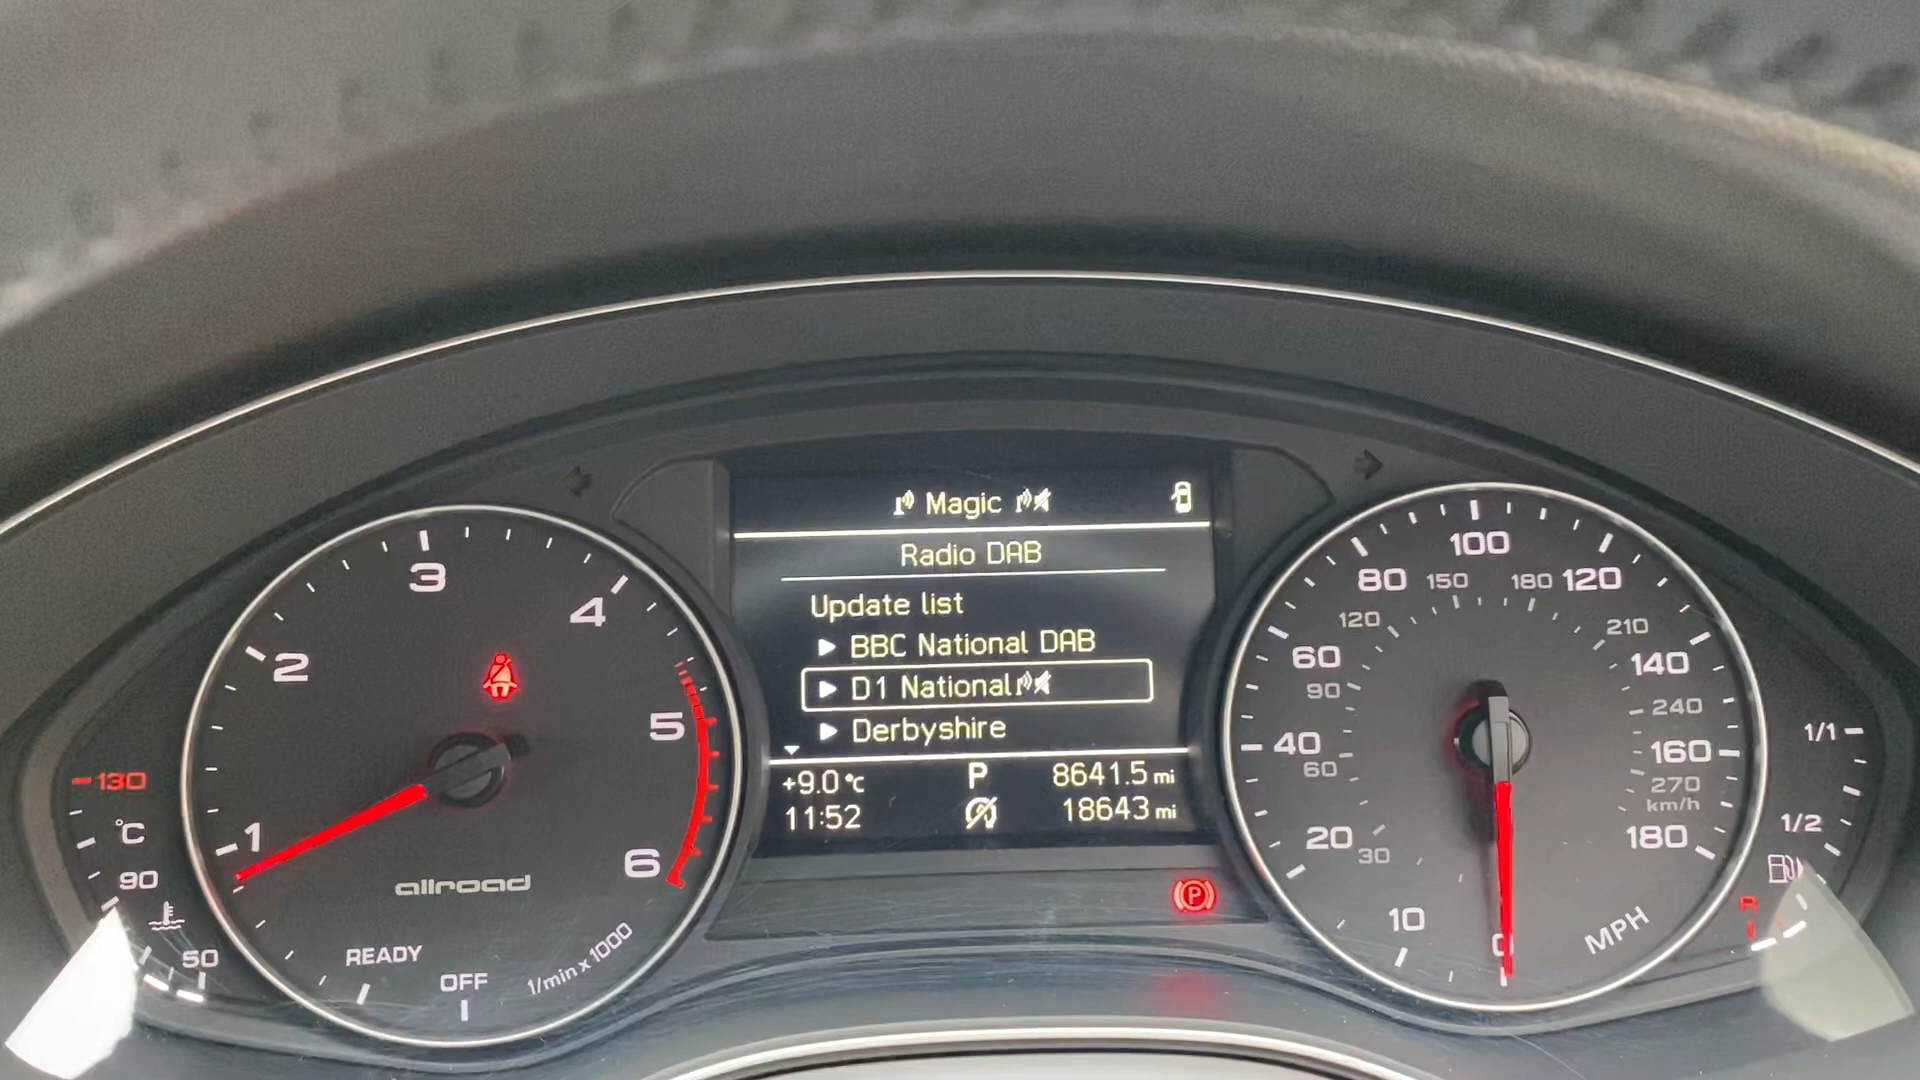 Magic
Radio DAB
Update list
BBC National DAB
D1 National
Derbyshire
+9.0°C
P
8641.5 mi
11:52
18643 mi
1
2
3
4
5
6
allroad
READY
OFF
1/min x 1000
130
°C
90
50
0
10
20
40
60
80
100
120
140
160
180
MPH
30
60
90
120
150
180
210
240
270
km/h
P
1/1
1/2
R